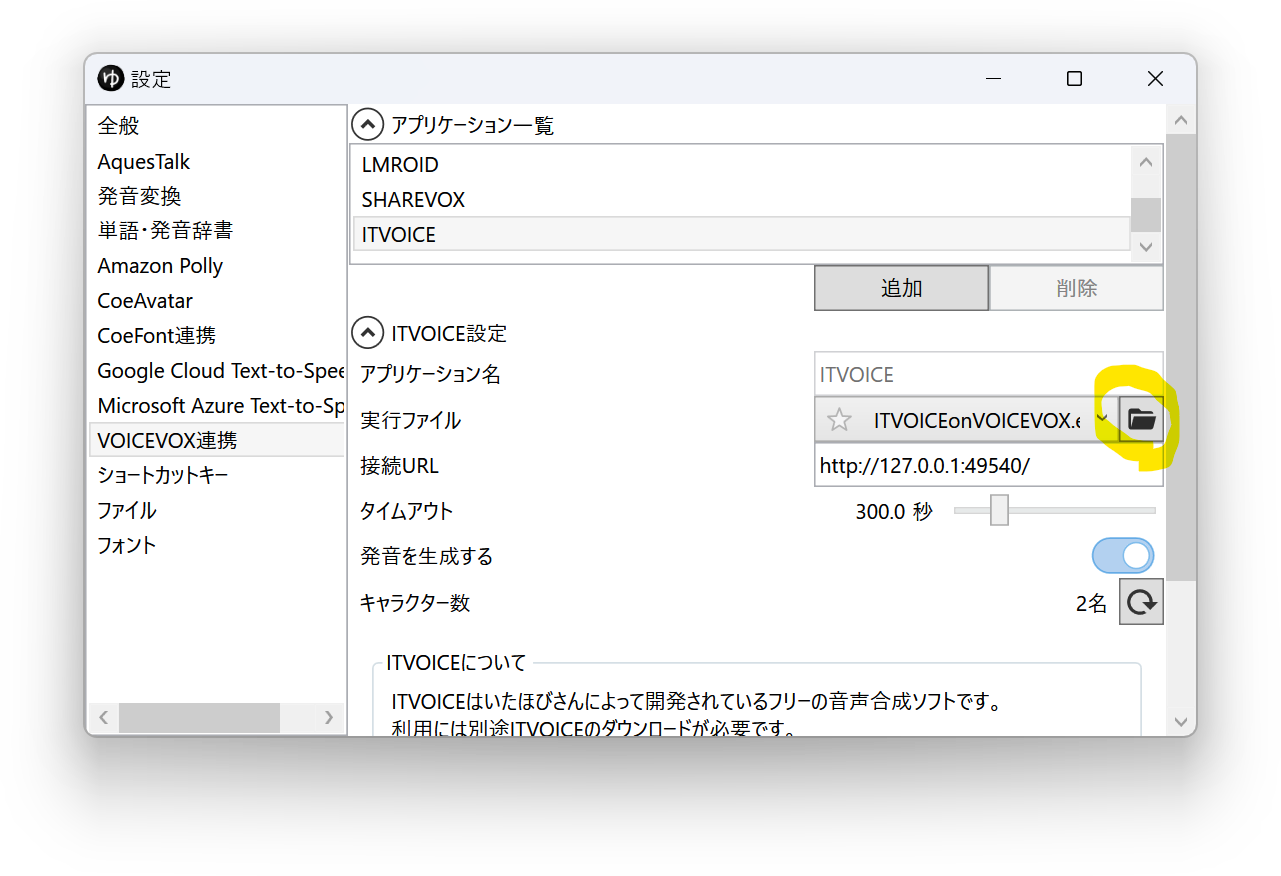 ゆ 設定
全般
AquesTalk
発音変換
単語・発音辞書
Amazon Polly
CoeAvatar
CoeFont連携
Google Cloud Text-to-Spee
Microsoft Azure Text-to-Sp
VOICEVOX連携
ショートカットキー
ファイル
フォント
アプリケーション一覧
LMROID
SHAREVOX
ITVOICE
追加 削除
ITVOICE設定
アプリケーション名 ITVOICE
実行ファイル ITVOICEonVOICEVOX.e
接続URL http://127.0.0.1:49540/
タイムアウト 300.0 秒
発音を生成する
キャラクター数 2名
ITVOICEについて
ITVOICEはいたほびさんによって開発されているフリーの音声合成ソフトです。
利用には別途ITVOICEのダウンロードが必要です。